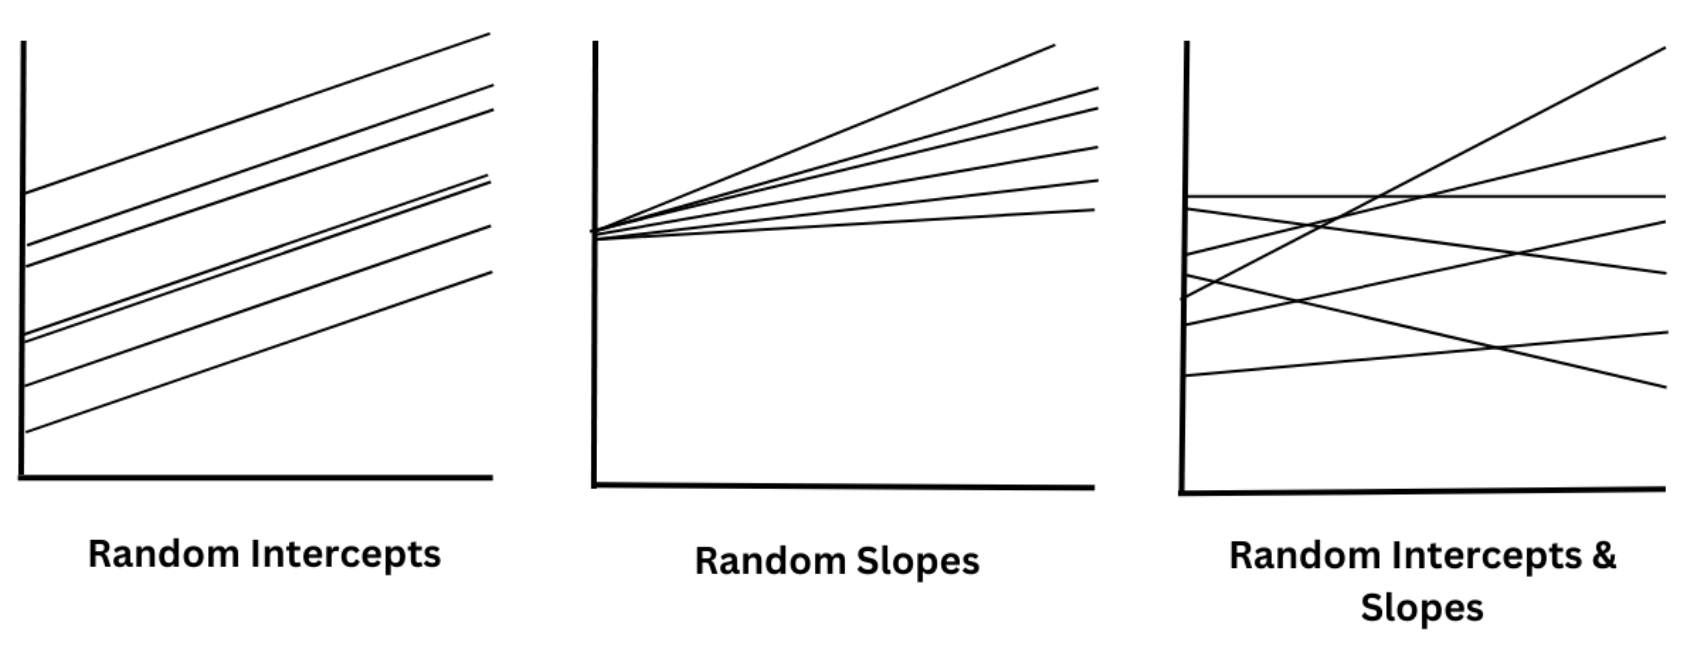 Random Intercepts
Random Slopes
Random Intercepts &
Slopes